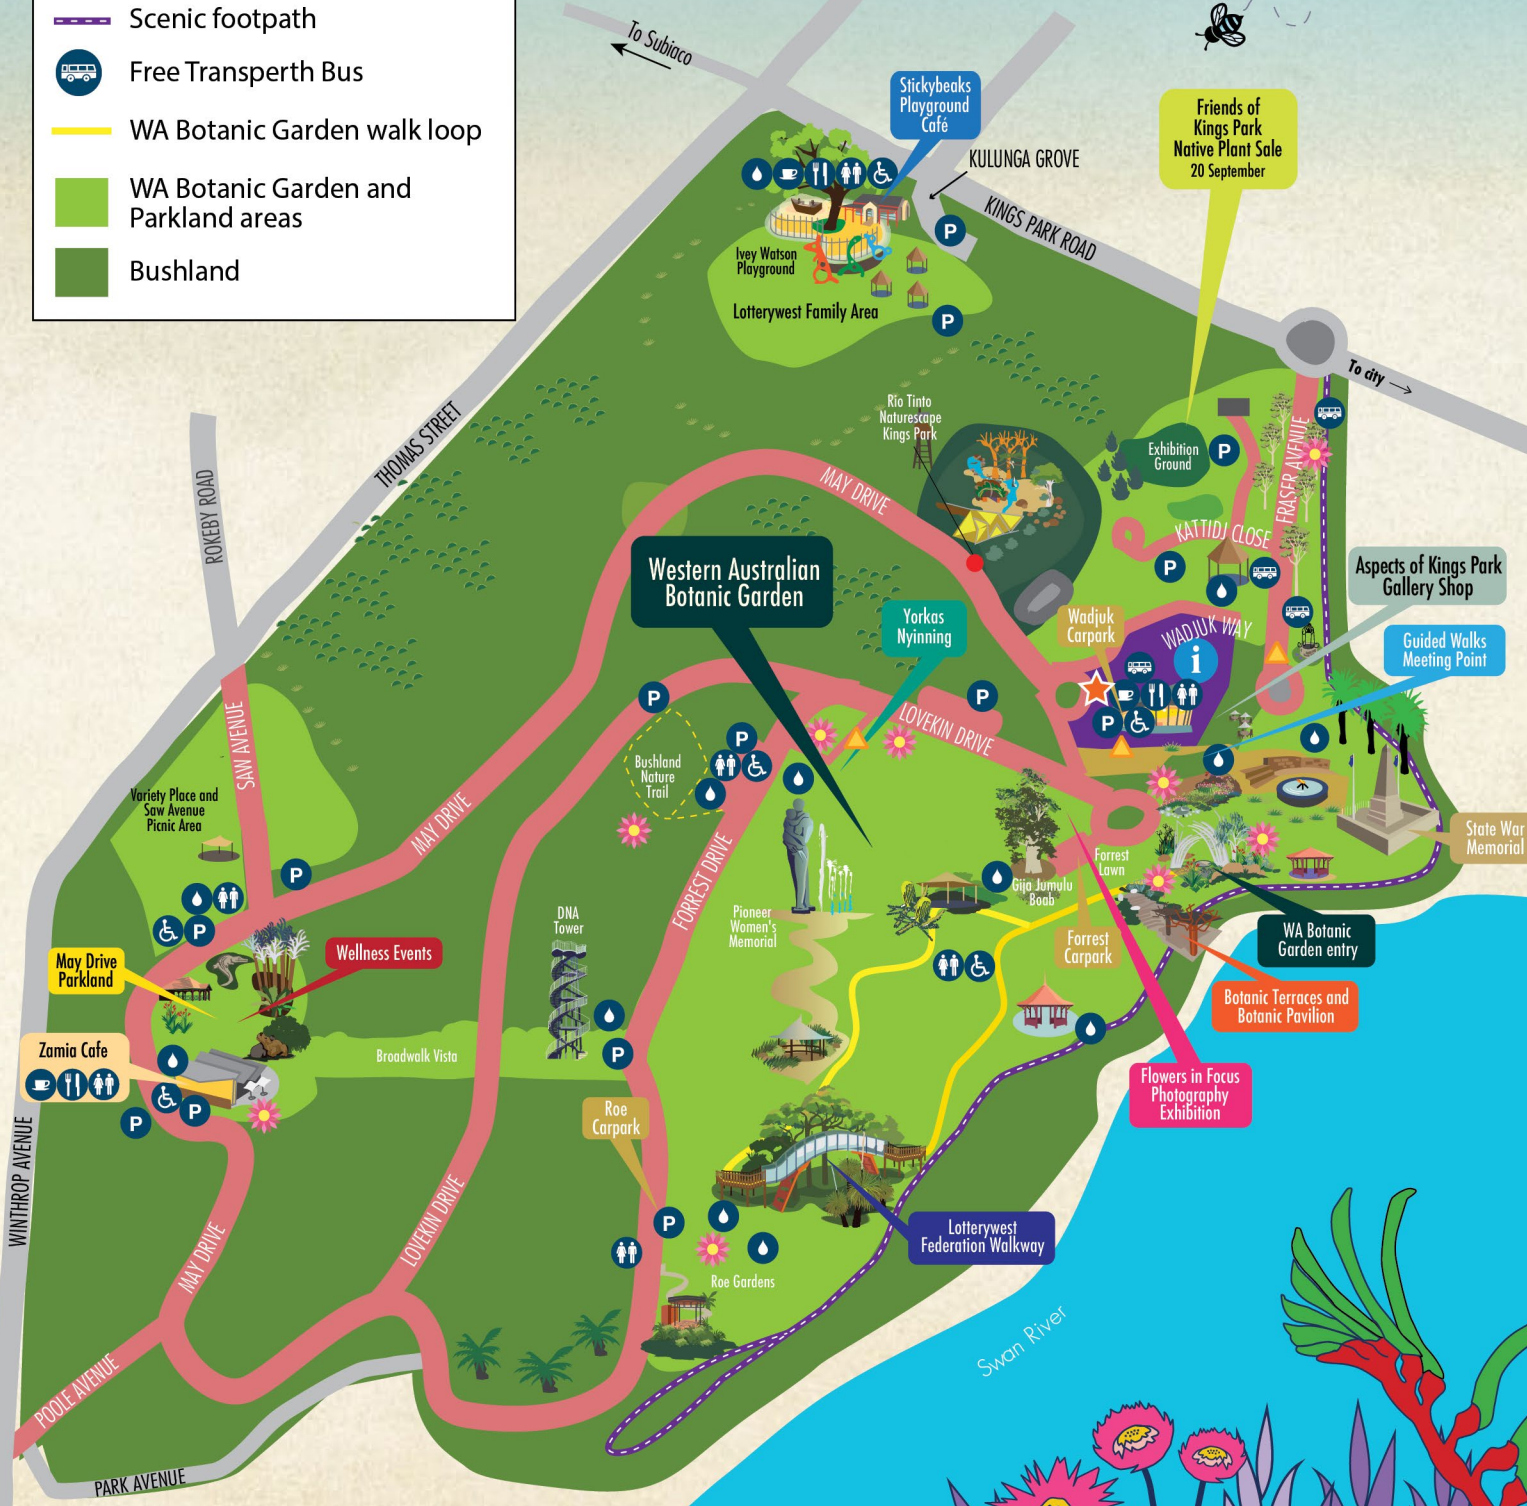 Scenic footpath
Free Transperth Bus
WA Botanic Garden walk loop
WA Botanic Garden and
Parkland areas
Bushland
To Subiaco
Stickybeaks
Playground
Café
KULUNGA GROVE
Friends of
Kings Park
Native Plant Sale
20 September
KINGS PARK ROAD
P
Ivey Watson
Playground
Lotterywest Family Area
P
To city
THOMAS STREET
ROKEBY ROAD
Rio Tinto
Naturescape
Kings Park
MAY DRIVE
Exhibition
Ground
P
FRASER AVENUE
KATTIDJ CLOSE
P
Western Australian
Botanic Garden
Aspects of Kings Park
Gallery Shop
Yorkas
Nyinning
Wadjuk
Carpark
WADJUK WAY
i
Guided Walks
Meeting Point
P
P
P
LOVEKIN DRIVE
P
SAW AVENUE
Bushland
Nature
Trail
Variety Place and
Saw Avenue
Picnic Area
MAY DRIVE
State War
Memorial
P
FORREST DRIVE
Forrest
Lawn
Gija Jumulu
Boab
P
DNA
Tower
Pioneer
Women's
Memorial
Forrest
Carpark
WA Botanic
Garden entry
May Drive
Parkland
Wellness Events
Botanic Terraces and
Botanic Pavilion
Zamia Cafe
Broadwalk Vista
P
Flowers in Focus
Photography
Exhibition
P
P
Roe
Carpark
WINTHROP AVENUE
LOVEKIN DRIVE
MAY DRIVE
P
Lotterywest
Federation Walkway
Roe Gardens
Swan River
POOLE AVENUE
PARK AVENUE